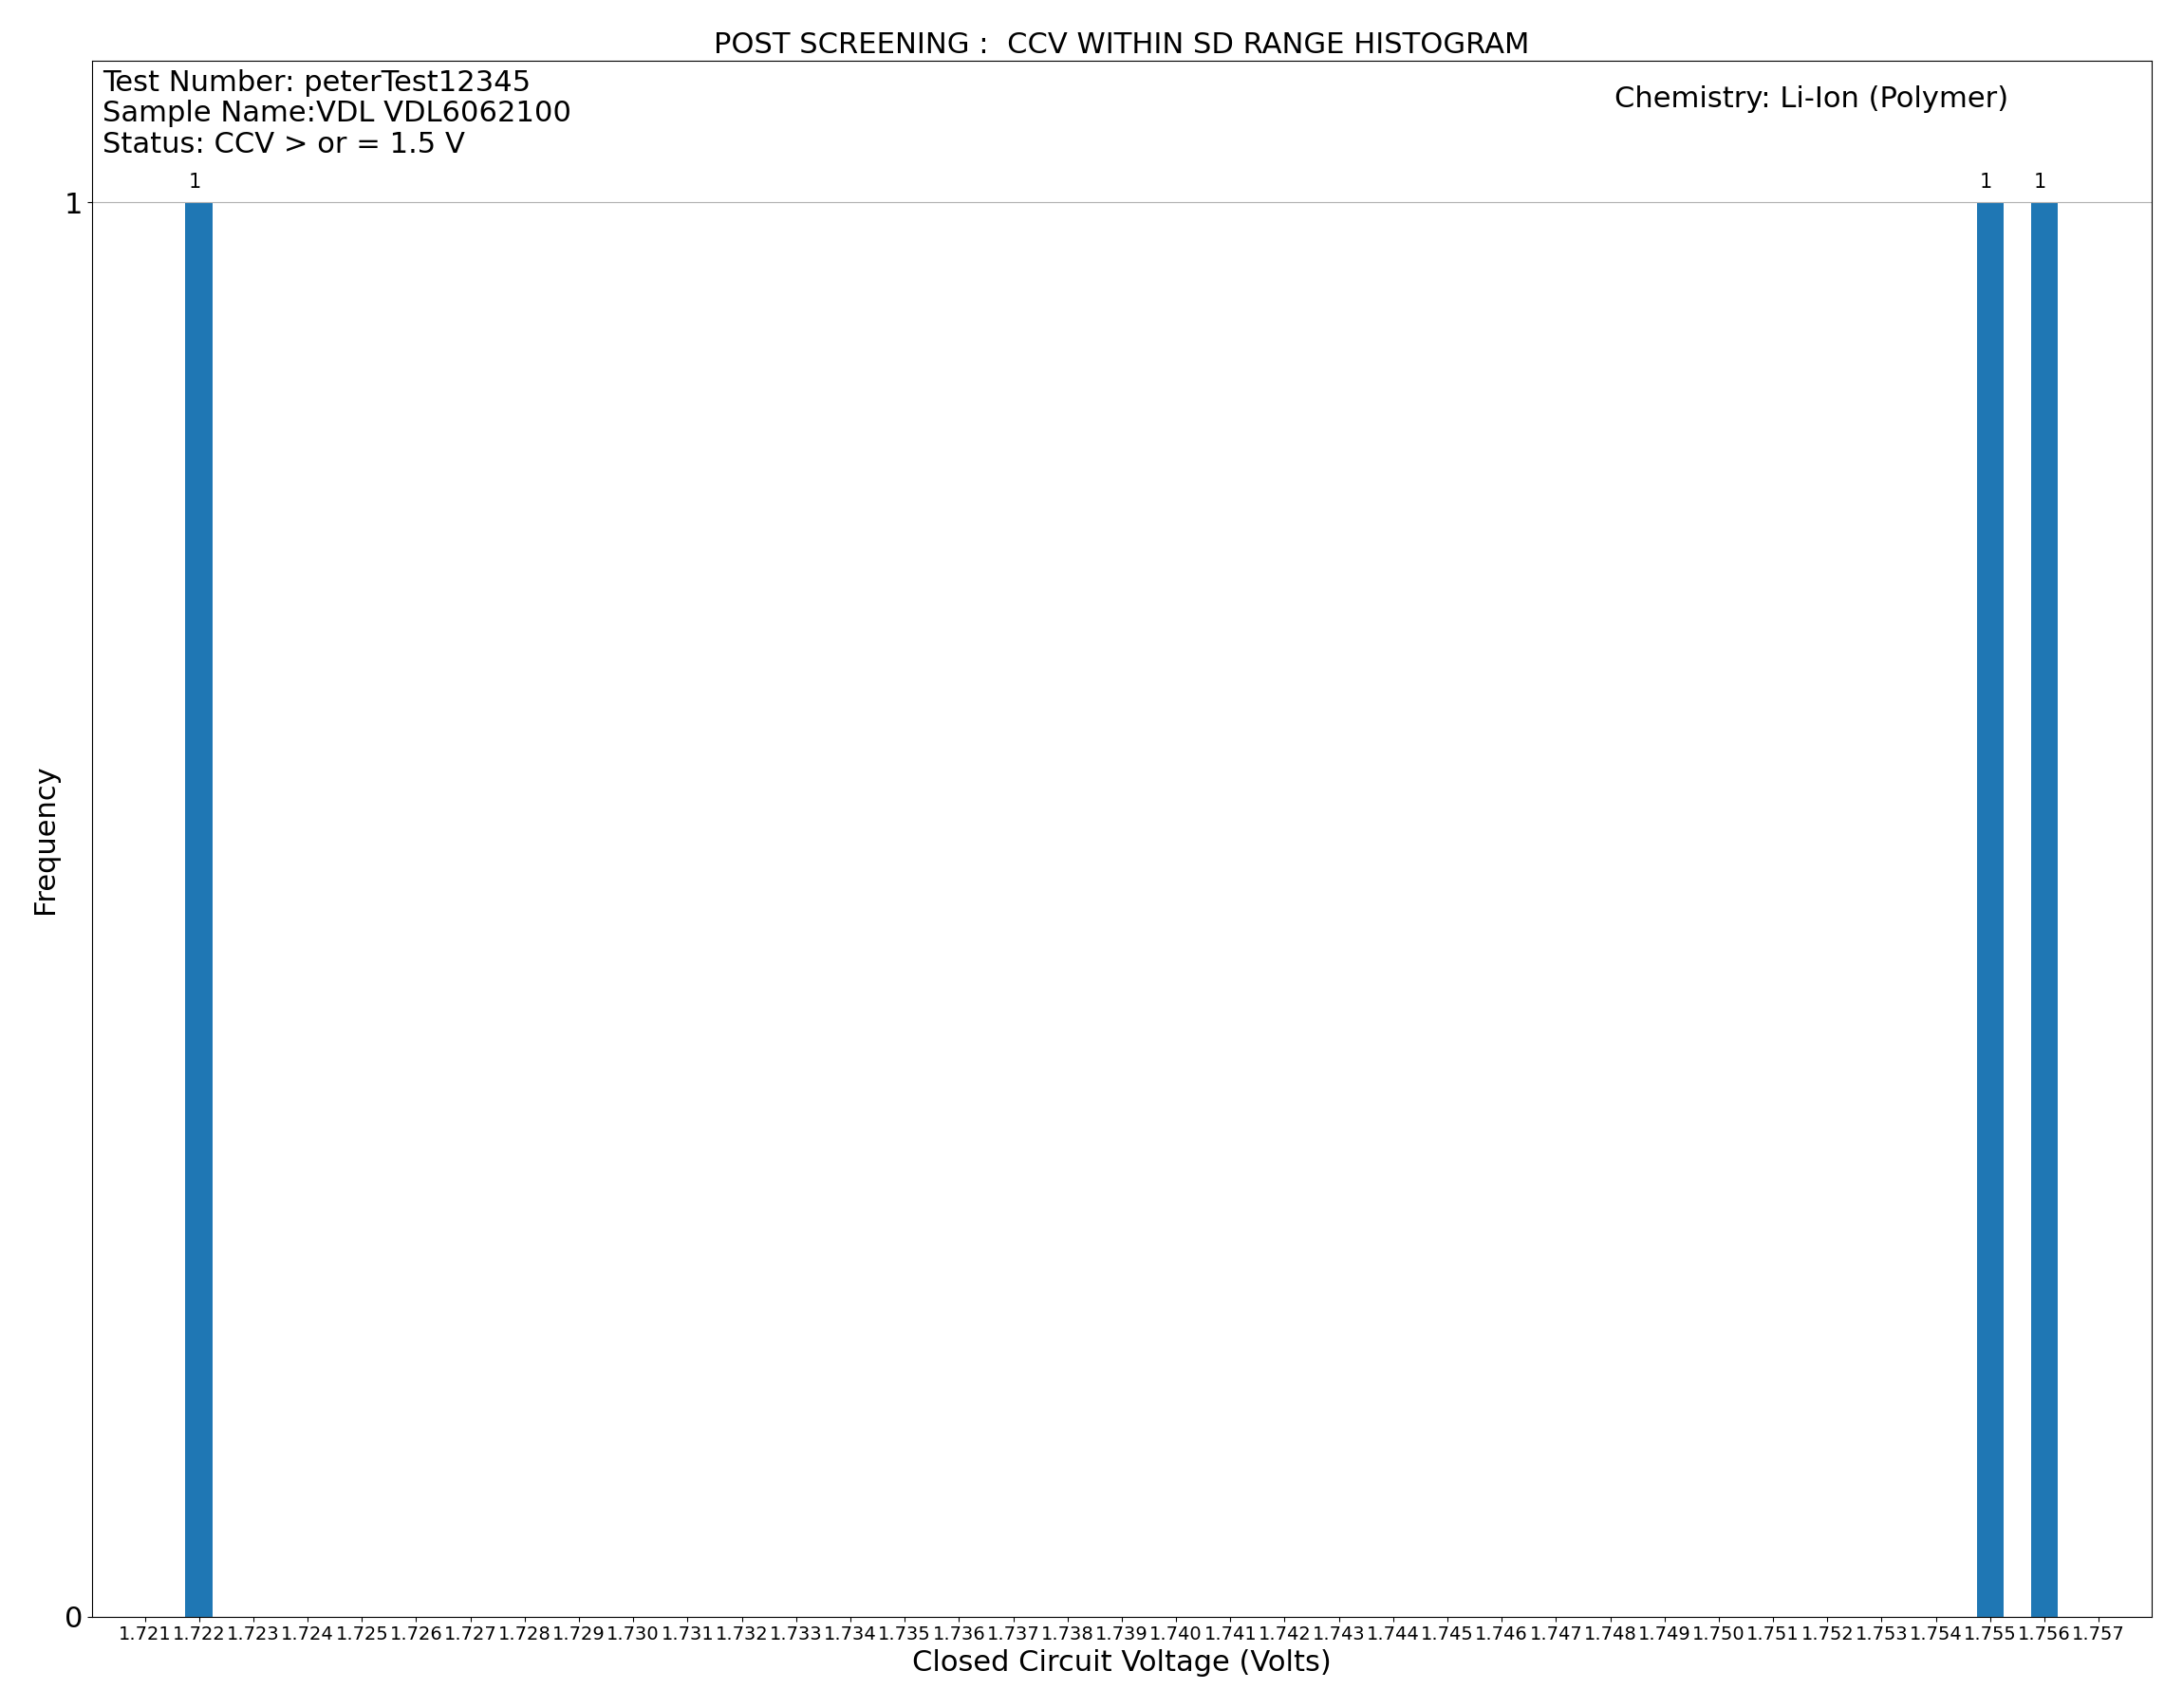 POST SCREENING :  CCV WITHIN SD RANGE HISTOGRAM
Test Number: peterTest12345
Sample Name:VDL VDL6062100
Status: CCV > or = 1.5 V
Chemistry: Li-Ion (Polymer)
1 1 1
1
Frequency
0
1.721 1.722 1.723 1.724 1.725 1.726 1.727 1.728 1.729 1.730 1.731 1.732 1.733 1.734 1.735 1.736 1.737 1.738 1.739 1.740 1.741 1.742 1.743 1.744 1.745 1.746 1.747 1.748 1.749 1.750 1.751 1.752 1.753 1.754 1.755 1.756 1.757
Closed Circuit Voltage (Volts)